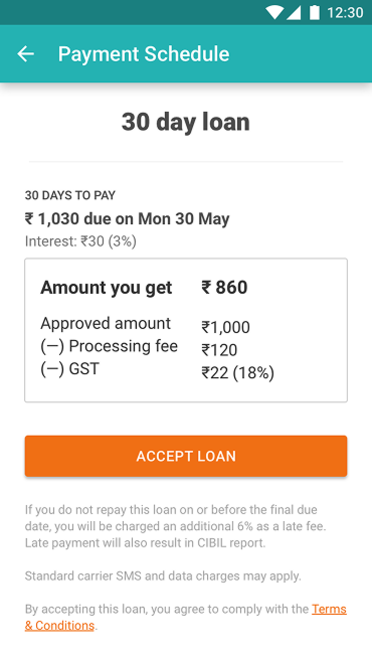 12:30
Payment Schedule
30 day loan
30 DAYS TO PAY
₹ 1,030 due on Mon 30 May
Interest: ₹30 (3%)
Amount you get ₹ 860
Approved amount ₹1,000
(—) Processing fee ₹120
(—) GST ₹22 (18%)
ACCEPT LOAN
If you do not repay this loan on or before the final due
date, you will be charged an additional 6% as a late fee.
Late payment will also result in CIBIL report.
Standard carrier SMS and data charges may apply.
By accepting this loan, you agree to comply with the Terms
& Conditions.